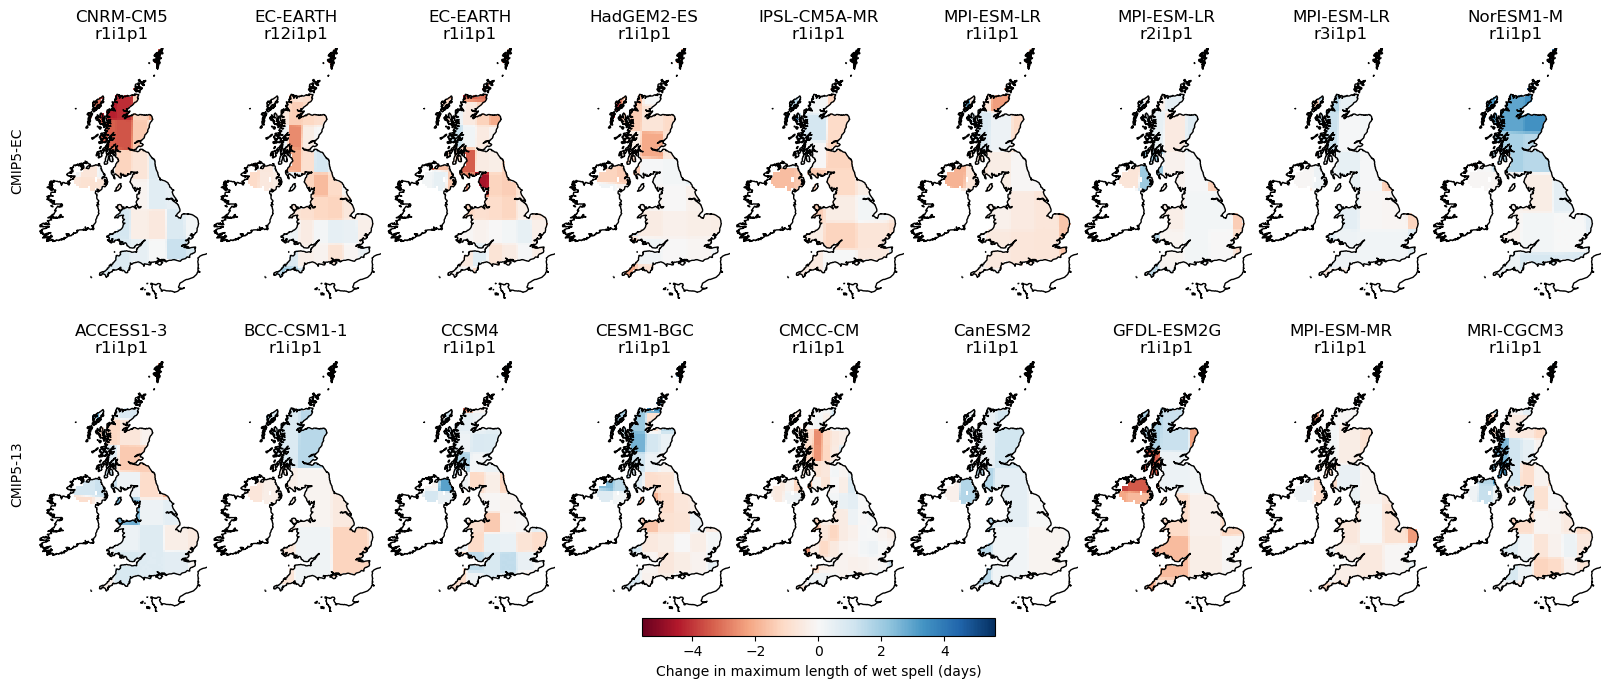 CNRM-CM5 EC-EARTH EC-EARTH HadGEM2-ES IPSL-CM5A-MR MPI-ESM-LR MPI-ESM-LR MPI-ESM-LR NorESM1-M
r1i1p1 r12i1p1 r1i1p1 r1i1p1 r1i1p1 r1i1p1 r2i1p1 r3i1p1 r1i1p1
CMIP5-EC
ACCESS1-3 BCC-CSM1-1 CCSM4 CESM1-BGC CMCC-CM CanESM2 GFDL-ESM2G MPI-ESM-MR MRI-CGCM3
r1i1p1 r1i1p1 r1i1p1 r1i1p1 r1i1p1 r1i1p1 r1i1p1 r1i1p1 r1i1p1
CMIP5-13
−4 −2 0 2 4
Change in maximum length of wet spell (days)